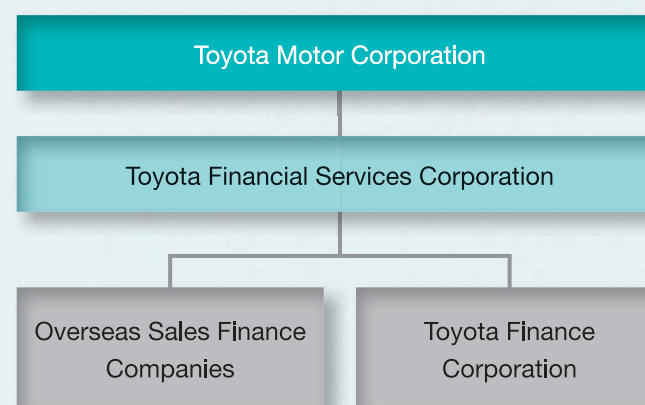 Toyota Motor Corporation
Toyota Financial Services Corporation
Overseas Sales Finance
Companies
Toyota Finance
Corporation